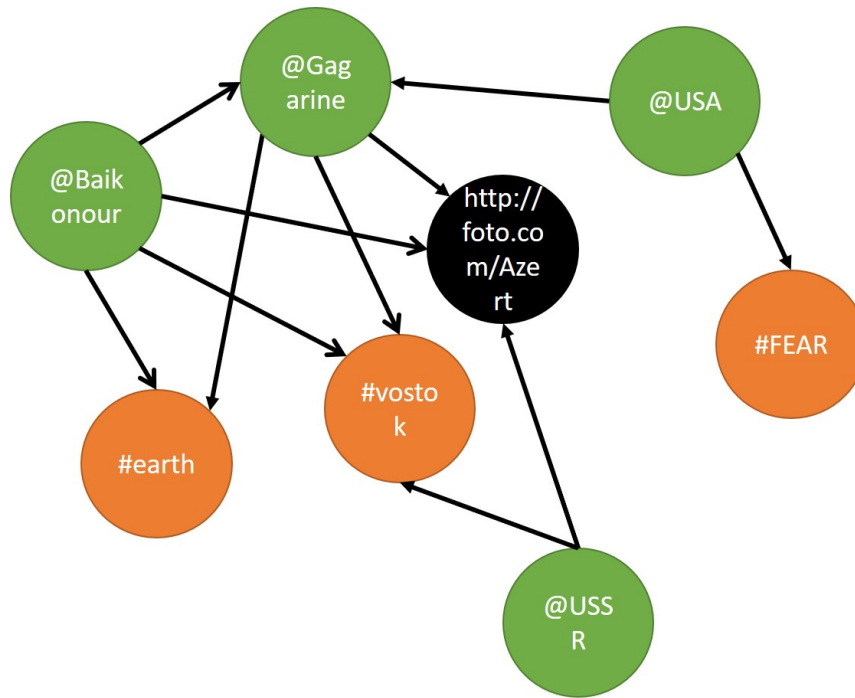 @Gag
arine
@USA
@Baik
onour
http://
foto.co
m/Aze
rt
#FEAR
#vosto
k
#earth
@USS
R